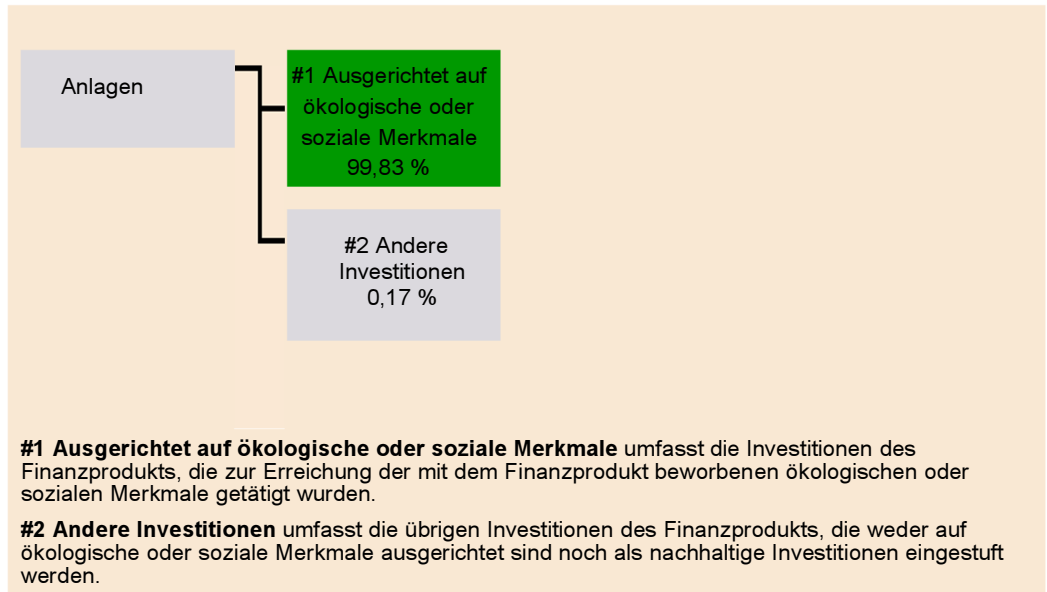 Anlagen
#1 Ausgerichtet auf
ökologische oder
soziale Merkmale
99,83 %
#2 Andere
Investitionen
0,17 %
#1 Ausgerichtet auf ökologische oder soziale Merkmale umfasst die Investitionen des
Finanzprodukts, die zur Erreichung der mit dem Finanzprodukt beworbenen ökologischen oder
sozialen Merkmale getätigt wurden.
#2 Andere Investitionen umfasst die übrigen Investitionen des Finanzprodukts, die weder auf
ökologische oder soziale Merkmale ausgerichtet sind noch als nachhaltige Investitionen eingestuft
werden.